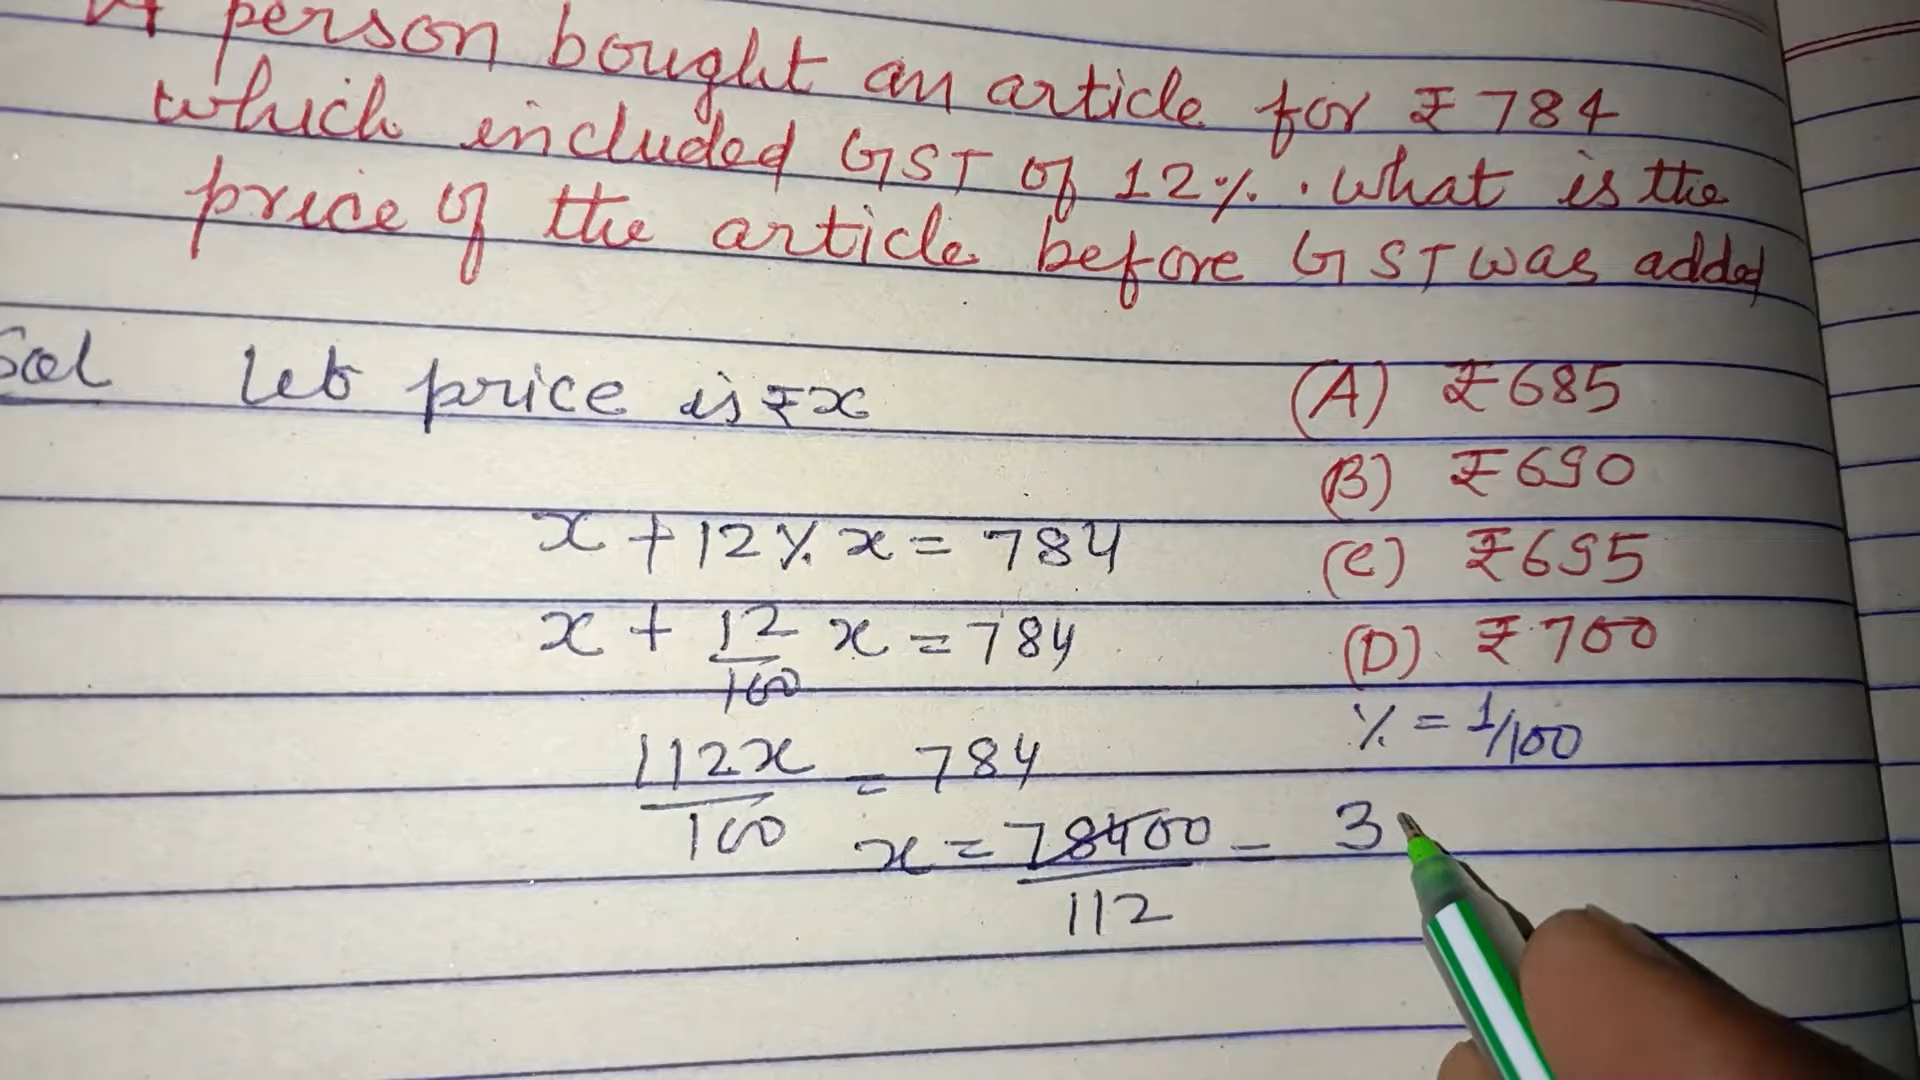 A person bought an article for ₹784
which included GST of 12%. what is the
price of the article before GST was added
Sol Let price is ₹x
(A) ₹685
(B) ₹690
x + 12% x = 784
(C) ₹695
x + 12/100 x = 784
(D) ₹700
% = 1/100
112x/100 = 784
x = 78400/112 = 3